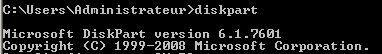 C:\Users\Administrateur>diskpart
Microsoft DiskPart version 6.1.7601
Copyright (C) 1999-2008 Microsoft Corporation.